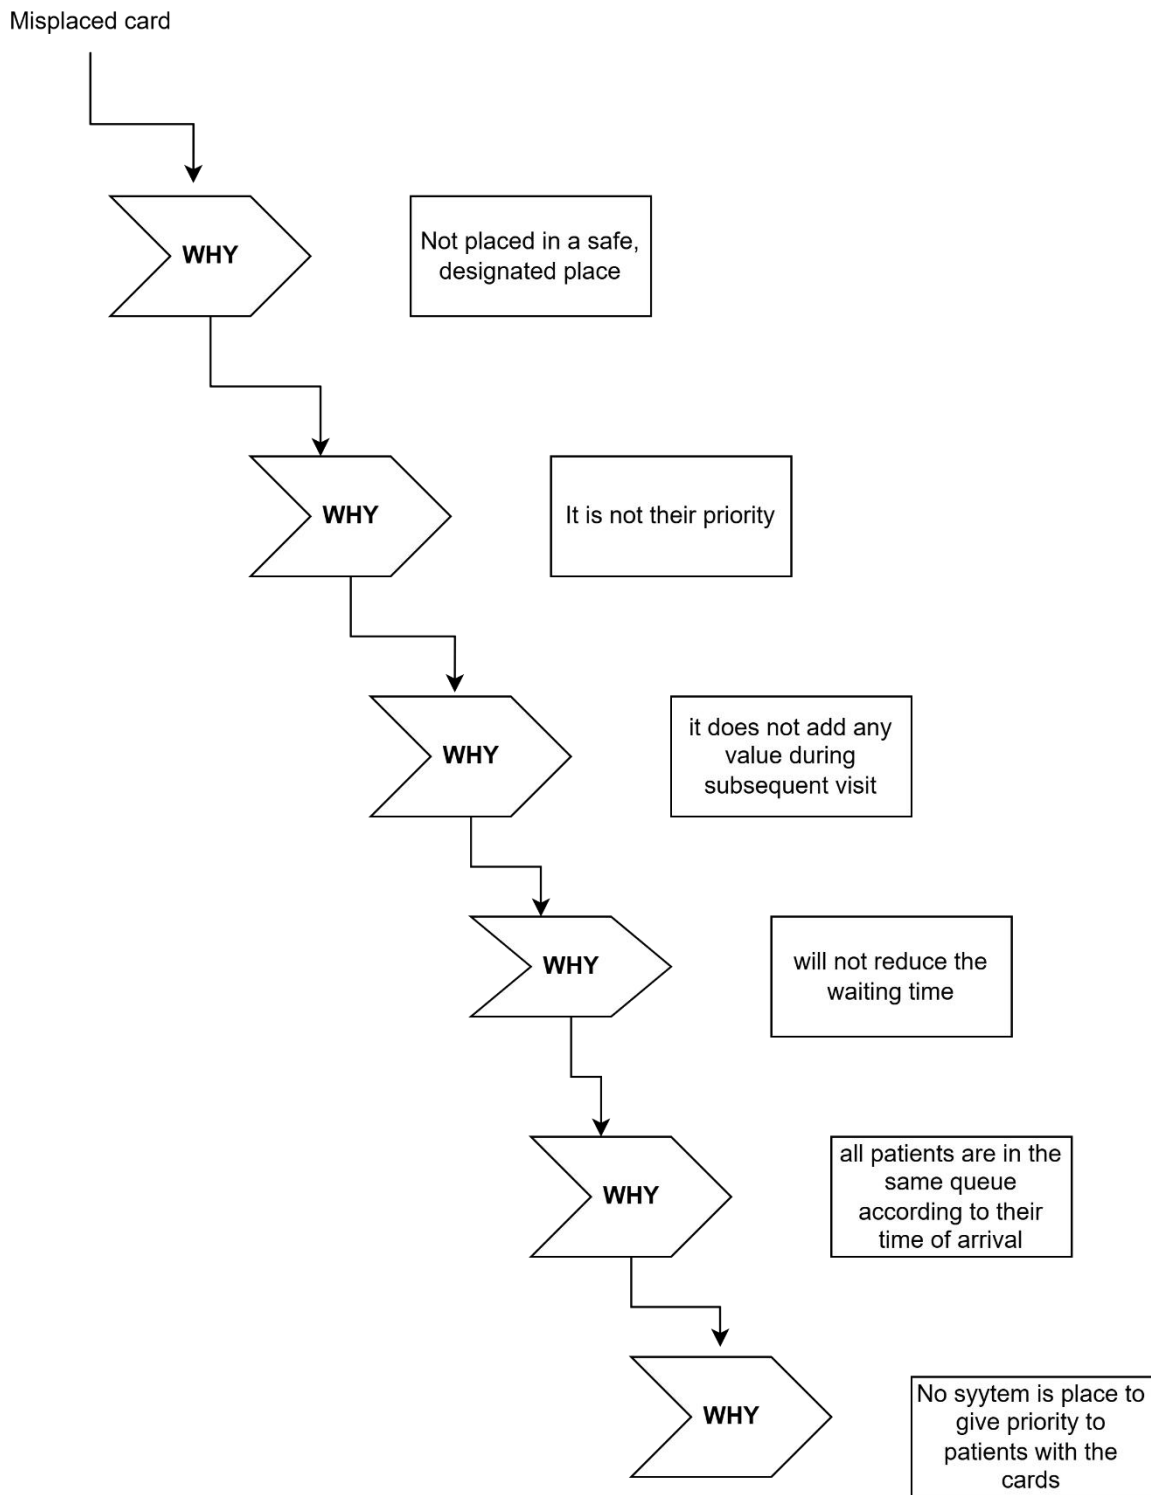 Misplaced card
WHY
Not placed in a safe,
designated place
WHY
It is not their priority
WHY
it does not add any
value during
subsequent visit
WHY
will not reduce the
waiting time
WHY
all patients are in the
same queue
according to their
time of arrival
WHY
No syytem is place to
give priority to
patients with the
cards